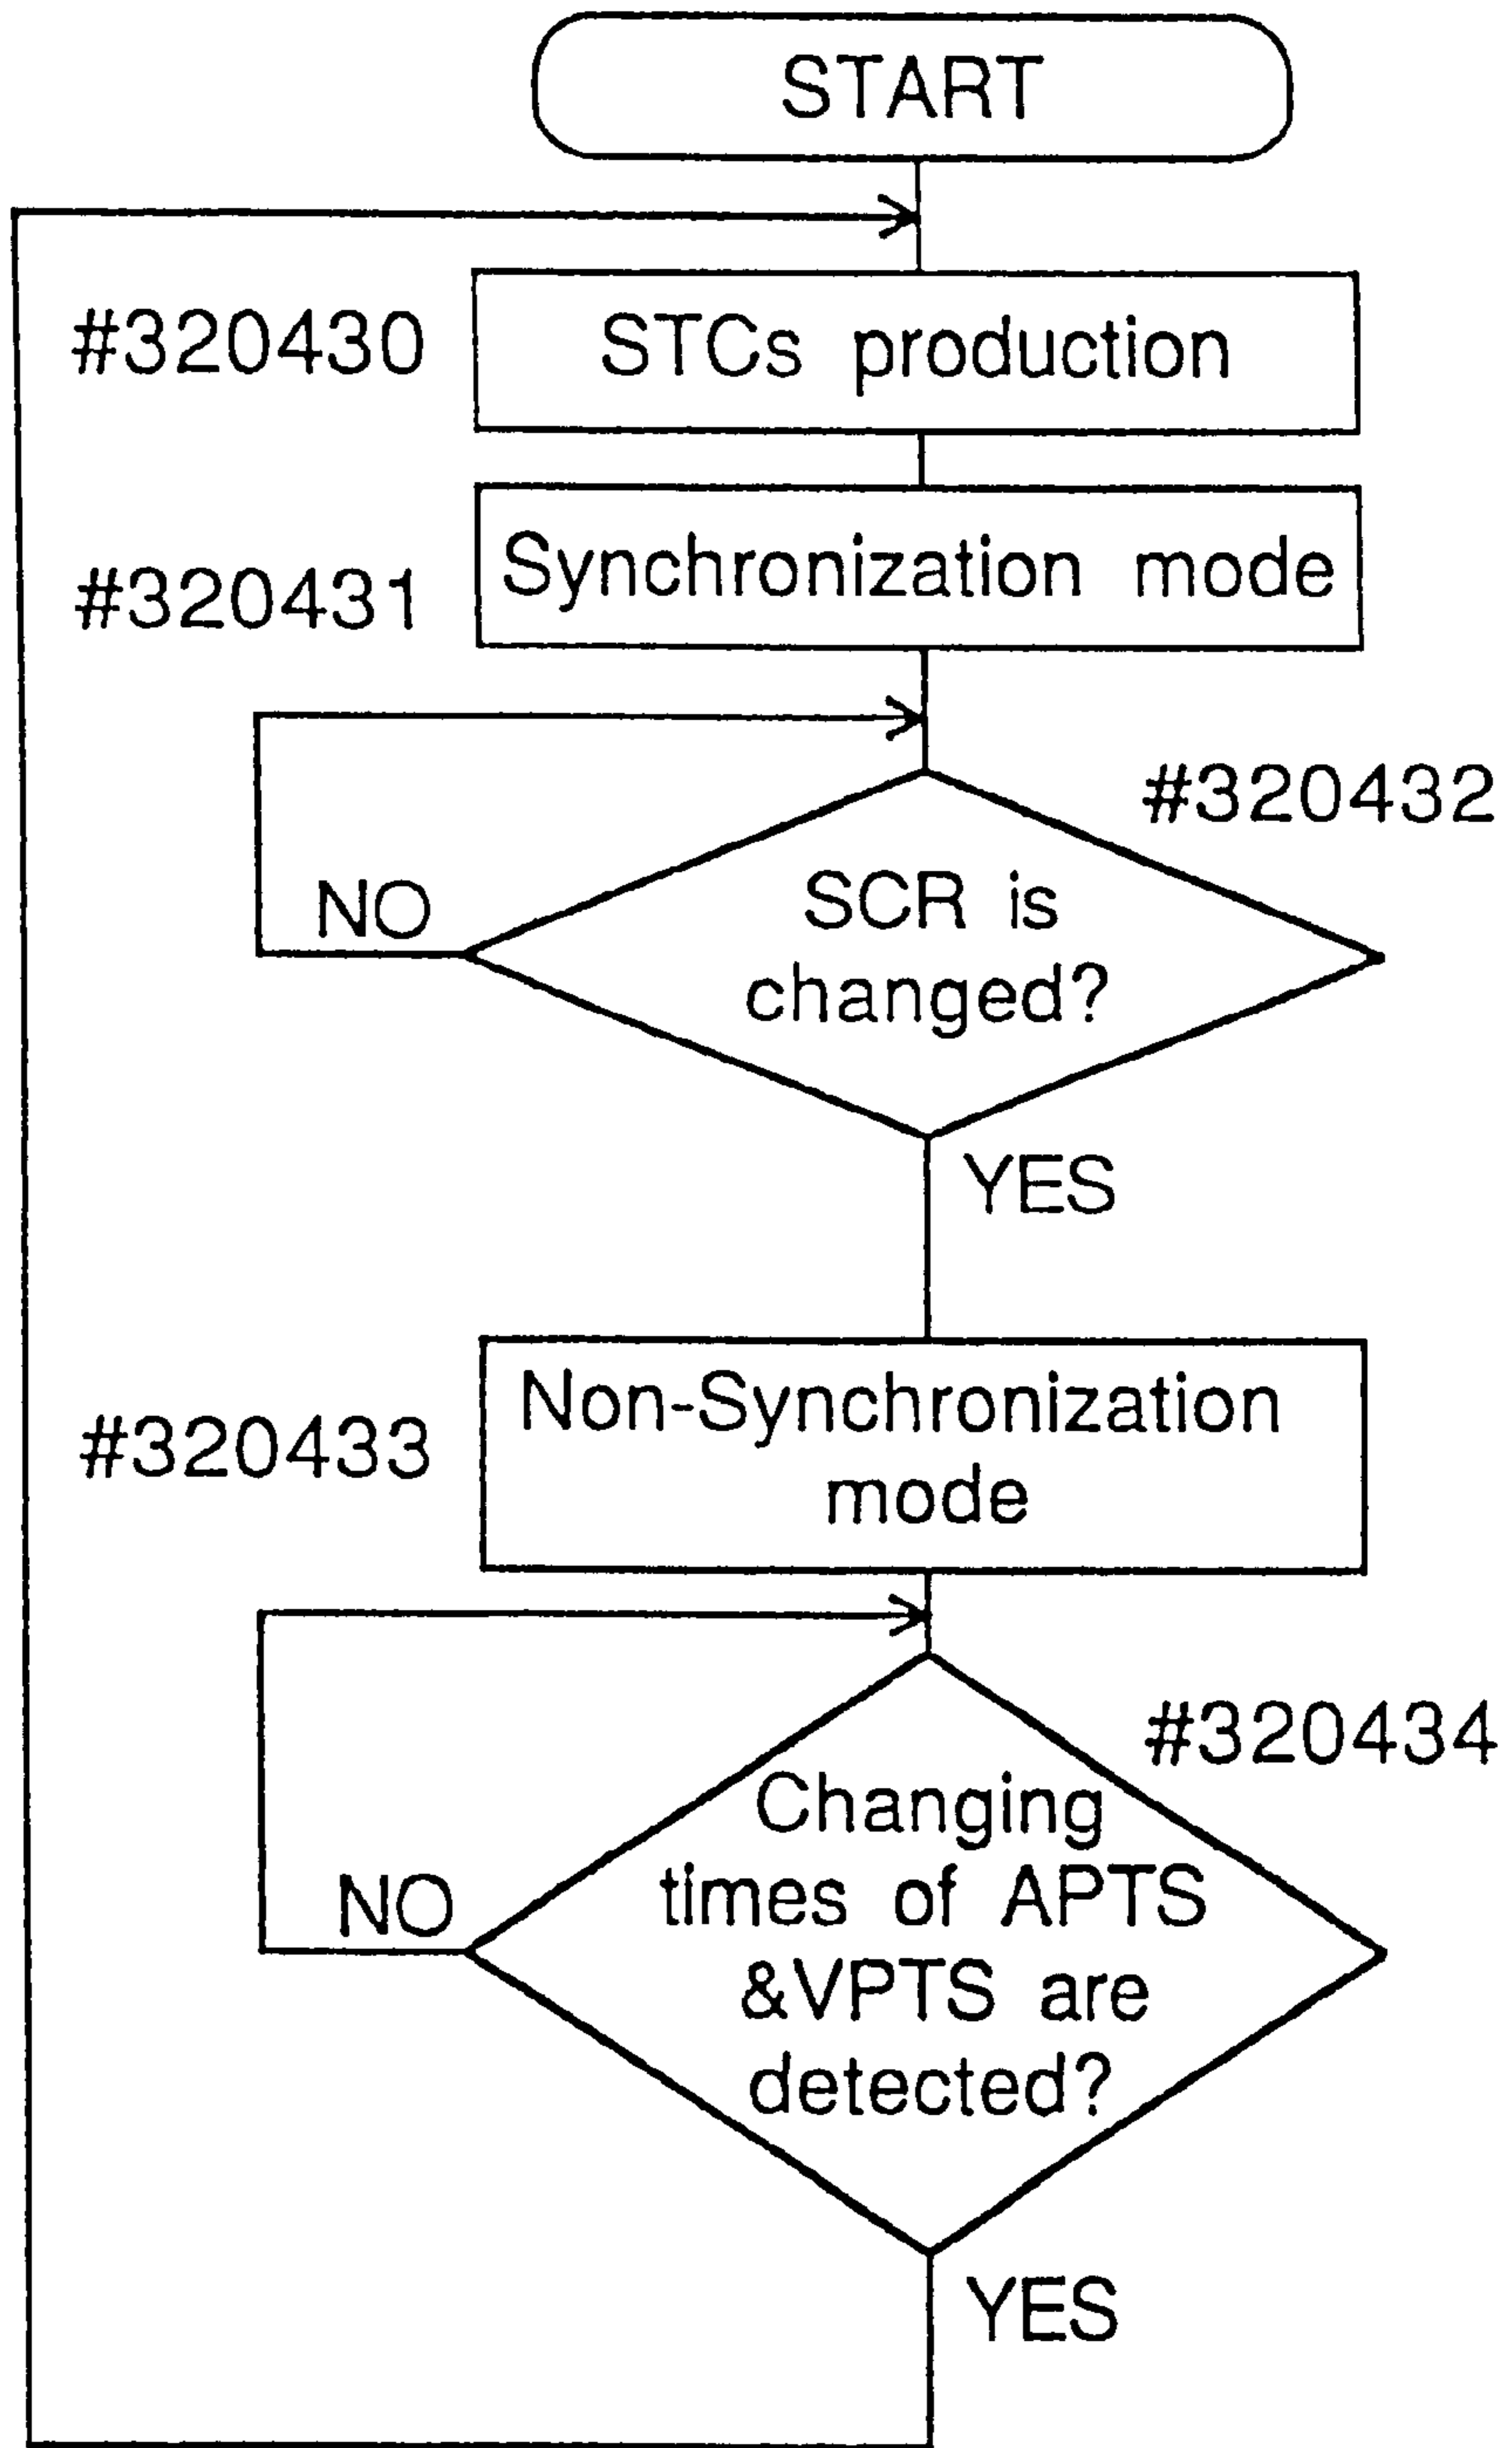 START
#320430
STCs production
#320431
Synchronization mode
#320432
NO
SCR is
changed?
YES
#320433
Non-Synchronization
mode
#320434
NO
Changing
times of APTS
&VPTS are
detected?
YES